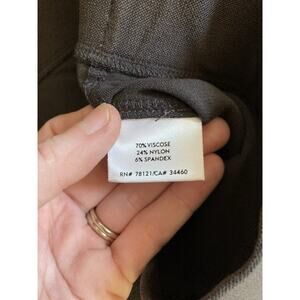 70% VISCOSE
24% NYLON
6% SPANDEX
RN# 78121/CA# 34460